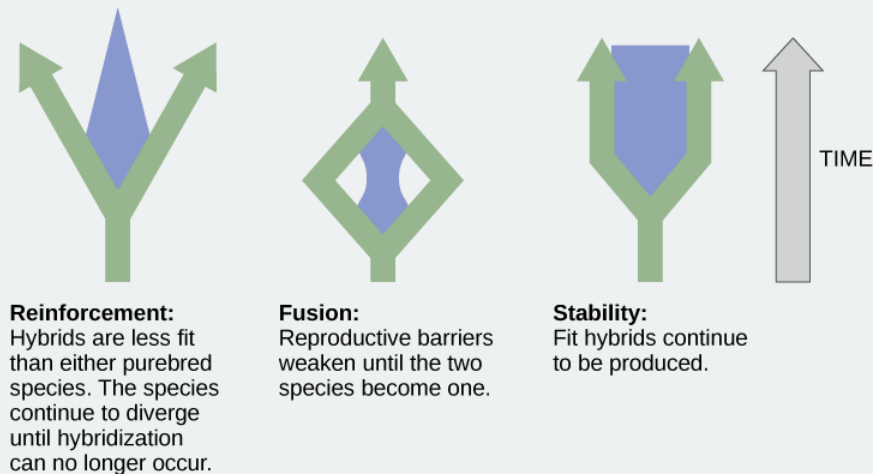 TIME
Reinforcement:
Hybrids are less fit
than either purebred
species. The species
continue to diverge
until hybridization
can no longer occur.
Fusion:
Reproductive barriers
weaken until the two
species become one.
Stability:
Fit hybrids continue
to be produced.